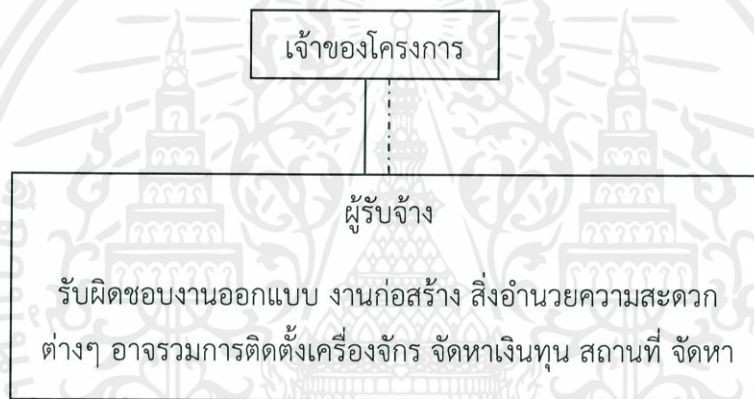 เจ้าของโครงการ
ผู้รับจ้าง
รับผิดชอบงานออกแบบ งานก่อสร้าง สิ่งอำนวยความสะดวก
ต่างๆ อาจรวมการติดตั้งเครื่องจักร จัดหาเงินทุน สถานที่ จัดหา